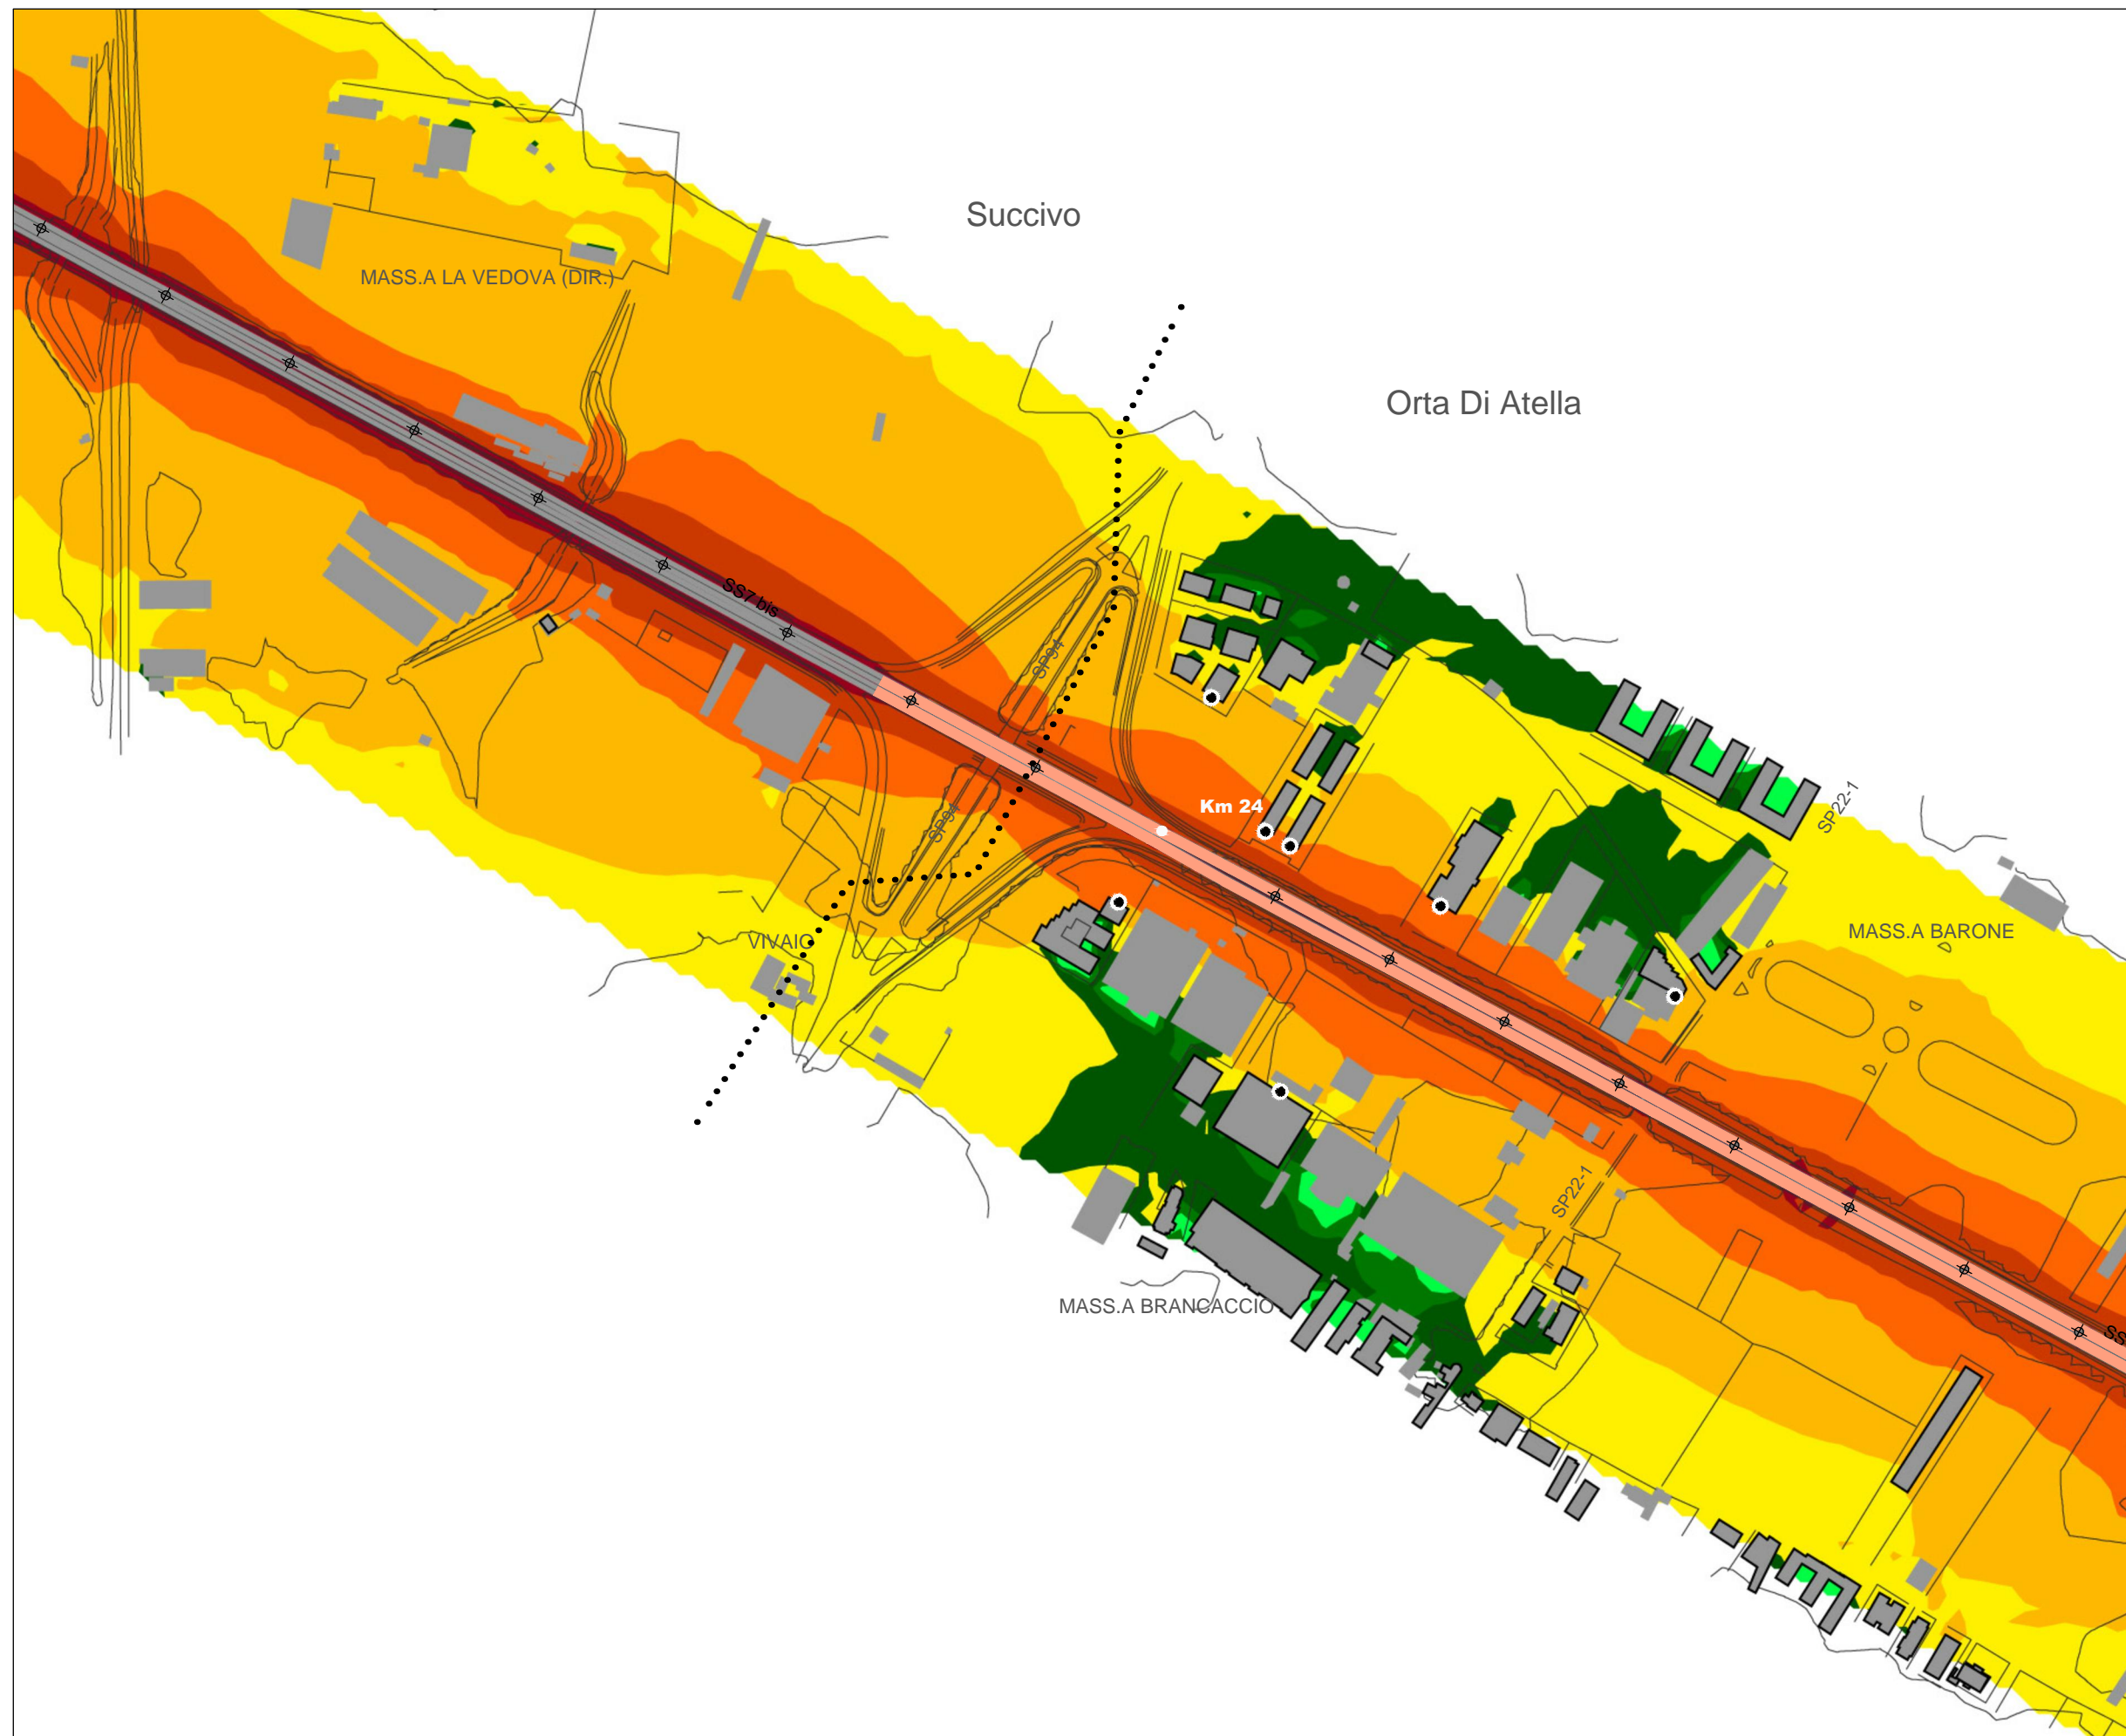 Succivo
MASS.A LA VEDOVA (DIR.)
Orta Di Atella
SS7 bis
SP94
Km 24
SP22-1
SP94
VIVAIO
MASS.A BARONE
SP22-1
MASS.A BRANCACCIO
SS